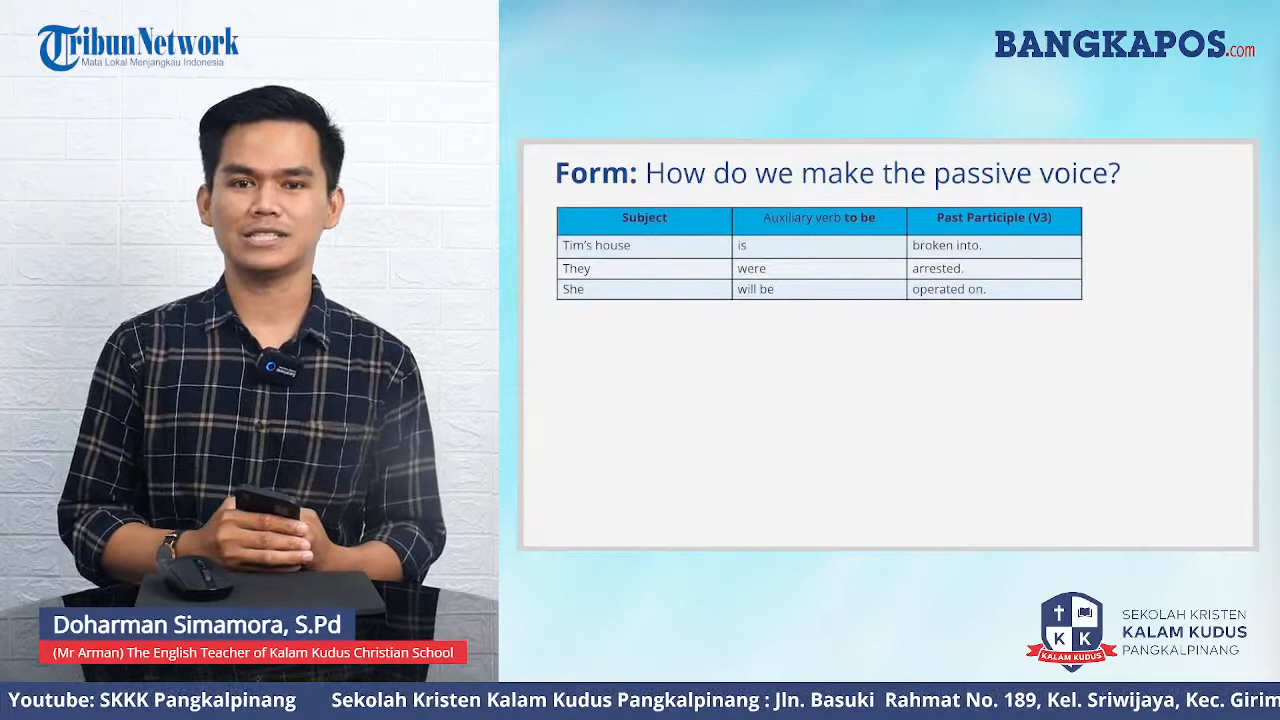 TribunNetwork
Mata Lokal Menjangkau Indonesia
BANGKAPOS.com
Form: How do we make the passive voice?
Subject Auxiliary verb to be Past Participle (V3)
Tim's house is broken into.
They were arrested.
She will be operated on.
Doharman Simamora, S.Pd
(Mr Arman) The English Teacher of Kalam Kudus Christian School
K K
KALAM KUDUS
SEKOLAH KRISTEN
KALAM KUDUS
PANGKALPINANG
Youtube: SKKK Pangkalpinang Sekolah Kristen Kalam Kudus Pangkalpinang : Jln. Basuki Rahmat No. 189, Kel. Sriwijaya, Kec. Girim